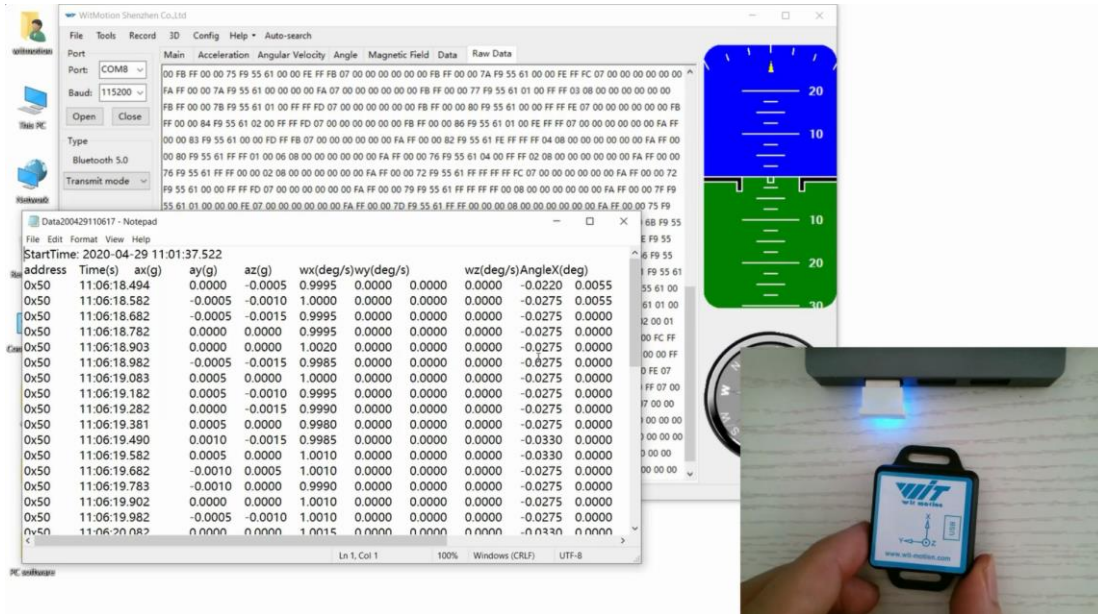 witmotion
This PC
Network
PC software
WitMotion Shenzhen Co.,Ltd
File Tools Record 3D Config Help Auto-search
Port
Port: COM8
Baud: 115200
Open Close
Type
Bluetooth 5.0
Transmit mode
Main Acceleration Angular Velocity Angle Magnetic Field Data Raw Data
00 FB FF 00 00 75 F9 55 61 00 00 FE FF FB 07 00 00 00 00 00 00 FB FF 00 00 7A F9 55 61 00 00 FE FF FC 07 00 00 00 00 00 00
FA FF 00 00 7A F9 55 61 00 00 00 00 FA 07 00 00 00 00 00 00 FB FF 00 00 77 F9 55 61 01 00 FF FF 03 08 00 00 00 00 00 00
FB FF 00 00 7B F9 55 61 01 00 FF FF FD 07 00 00 00 00 00 00 FB FF 00 00 80 F9 55 61 00 00 FF FF FE 07 00 00 00 00 00 00 FB
FF 00 00 84 F9 55 61 02 00 FF FF FD 07 00 00 00 00 00 00 FB FF 00 00 86 F9 55 61 01 00 FE FF FF 07 00 00 00 00 00 00 FA FF
00 00 83 F9 55 61 00 00 FD FF FB 07 00 00 00 00 00 00 FA FF 00 00 82 F9 55 61 FE FF FF FF 04 08 00 00 00 00 00 00 FA FF 00
00 80 F9 55 61 FF FF 01 00 06 08 00 00 00 00 00 00 FA FF 00 00 76 F9 55 61 04 00 FF FF 02 08 00 00 00 00 00 00 FA FF 00 00
76 F9 55 61 FF FF 00 00 02 08 00 00 00 00 00 00 FA FF 00 00 72 F9 55 61 FF FF FF FF FC 07 00 00 00 00 00 00 FA FF 00 00 72
F9 55 61 00 00 FF FF FD 07 00 00 00 00 00 00 FA FF 00 00 79 F9 55 61 FF FF FF FF 00 08 00 00 00 00 00 00 FA FF 00 00 7F F9
55 61 01 00 00 00 FE 07 00 00 00 00 00 00 FA FF 00 00 7D F9 55 61 FF FF 00 00 00 08 00 00 00 00 00 00 FA FF 00 00 75 F9
20
10
10
20
30
Data200429110617 - Notepad
File Edit Format View Help
StartTime: 2020-04-29 11:01:37.522
address Time(s) ax(g) ay(g) az(g) wx(deg/s)wy(deg/s) wz(deg/s)AngleX(deg)
0x50 11:06:18.494 0.0000 -0.0005 0.9995 0.0000 0.0000 0.0000 -0.0220 0.0055
0x50 11:06:18.582 -0.0005 -0.0010 1.0000 0.0000 0.0000 0.0000 -0.0275 0.0055
0x50 11:06:18.682 -0.0005 -0.0015 0.9995 0.0000 0.0000 0.0000 -0.0275 0.0000
0x50 11:06:18.782 0.0000 0.0000 0.9995 0.0000 0.0000 0.0000 -0.0275 0.0000
0x50 11:06:18.903 0.0000 0.0000 1.0020 0.0000 0.0000 0.0000 -0.0275 0.0000
0x50 11:06:18.982 -0.0005 -0.0015 0.9985 0.0000 0.0000 0.0000 -0.0275 0.0000
0x50 11:06:19.083 0.0005 0.0000 1.0000 0.0000 0.0000 0.0000 -0.0275 0.0000
0x50 11:06:19.182 0.0005 -0.0010 0.9995 0.0000 0.0000 0.0000 -0.0275 0.0000
0x50 11:06:19.282 0.0000 -0.0015 0.9990 0.0000 0.0000 0.0000 -0.0275 0.0000
0x50 11:06:19.381 0.0005 0.0000 0.9980 0.0000 0.0000 0.0000 -0.0275 0.0000
0x50 11:06:19.490 0.0010 -0.0015 0.9985 0.0000 0.0000 0.0000 -0.0330 0.0000
0x50 11:06:19.582 0.0005 0.0000 1.0010 0.0000 0.0000 0.0000 -0.0330 0.0000
0x50 11:06:19.682 -0.0010 0.0005 1.0010 0.0000 0.0000 0.0000 -0.0275 0.0000
0x50 11:06:19.783 -0.0010 0.0000 0.9990 0.0000 0.0000 0.0000 -0.0275 0.0000
0x50 11:06:19.902 0.0000 0.0000 1.0010 0.0000 0.0000 0.0000 -0.0275 0.0000
0x50 11:06:19.982 -0.0005 -0.0010 1.0010 0.0000 0.0000 0.0000 -0.0275 0.0000
0x50 11:06:20.082 0.0000 0.0000 1.0015 0.0000 0.0000 0.0000 -0.0330 0.0000
Ln 1, Col 1 100% Windows (CRLF) UTF-8
WiT
wit motion
X
Y Z
BWT
www.wit-motion.com